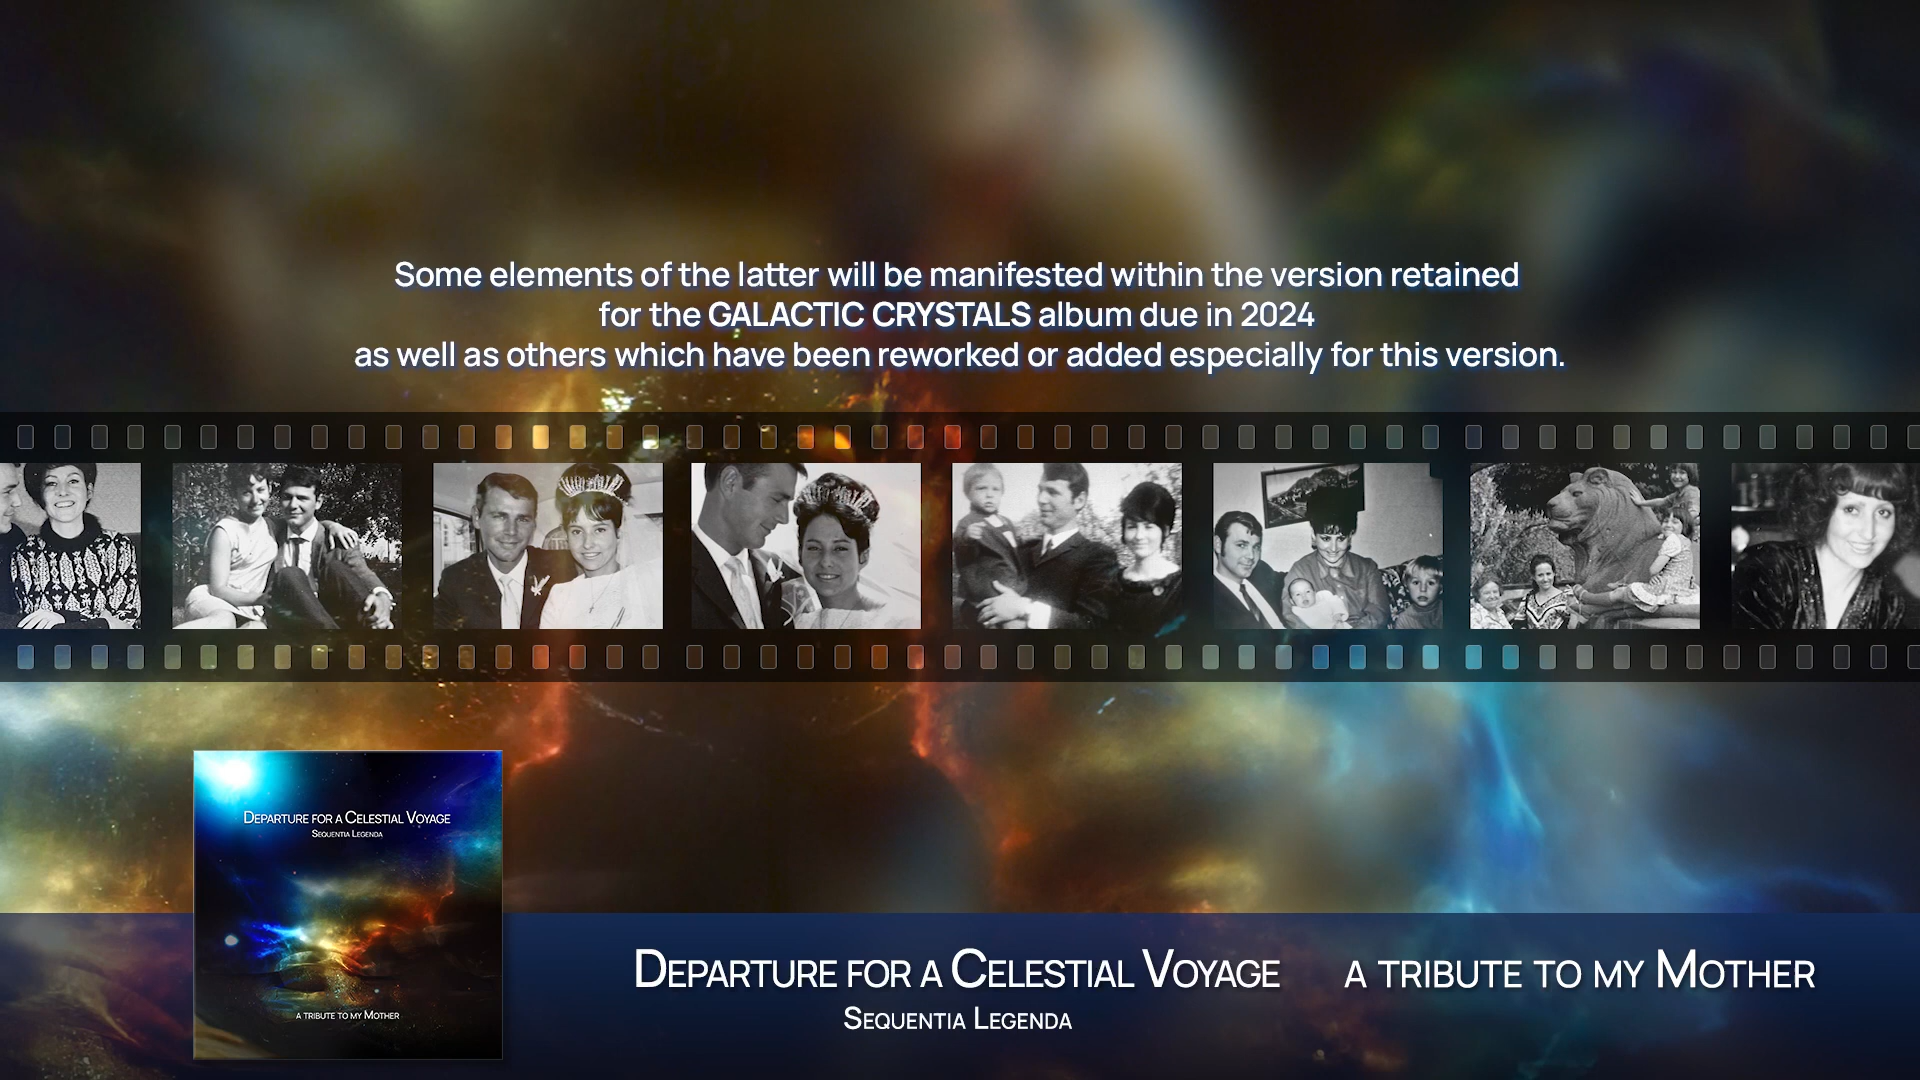 Some elements of the latter will be manifested within the version retained
for the GALACTIC CRYSTALS album due in 2024
as well as others which have been reworked or added especially for this version.
DEPARTURE FOR A CELESTIAL VOYAGE
SEQUENTIA LEGENDA
A TRIBUTE TO MY MOTHER
DEPARTURE FOR A CELESTIAL VOYAGE A TRIBUTE TO MY MOTHER
SEQUENTIA LEGENDA